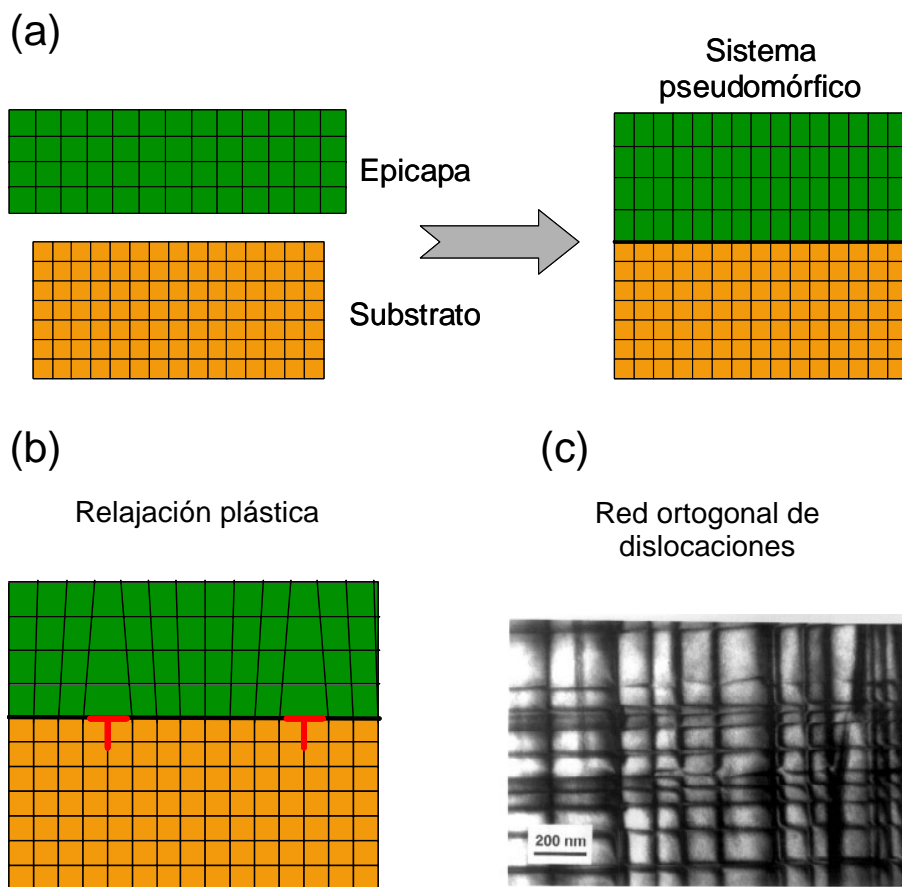 (a)
Sistema
pseudomórfico
Epicapa
Substrato
(b)
(c)
Relajación plástica
Red ortogonal de
dislocaciones
200 nm